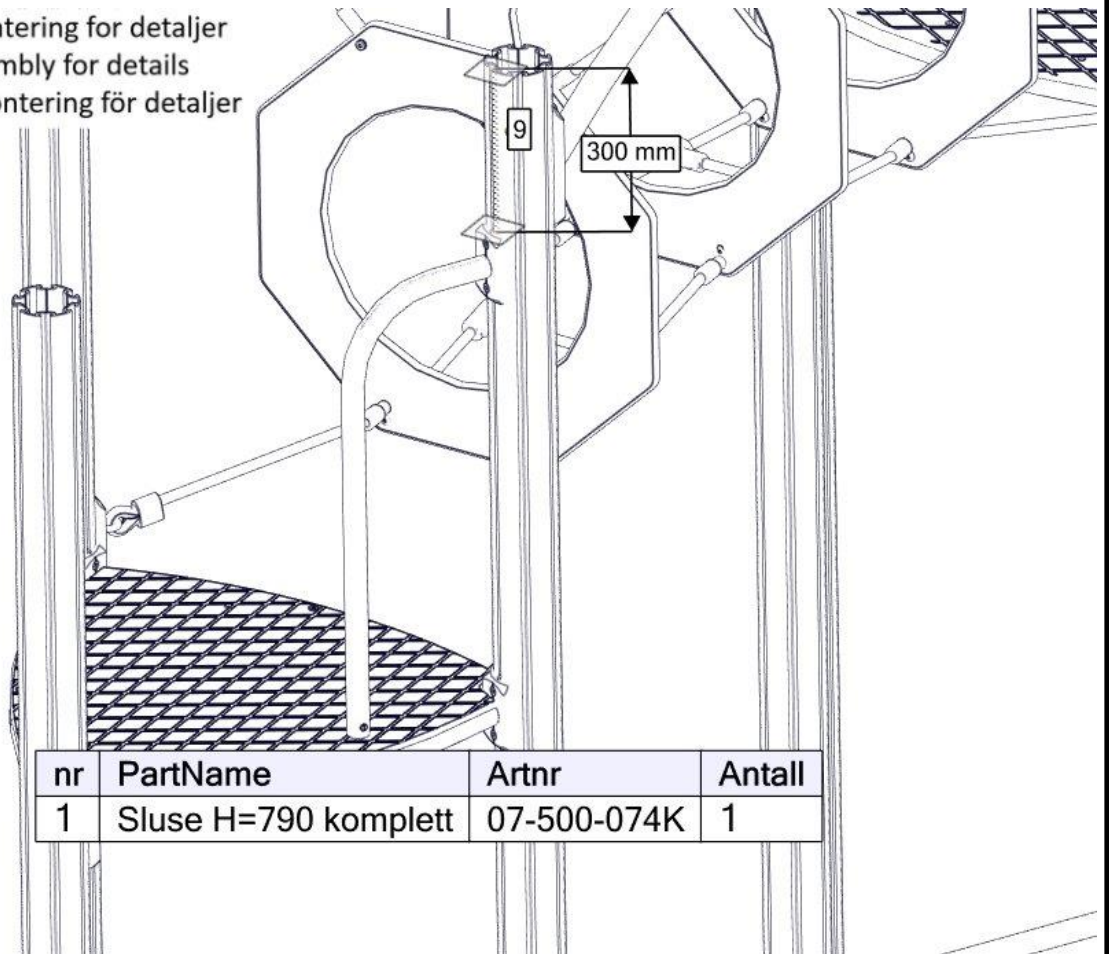 ntering for detaljer
mbly for details
ontering för detaljer
9
300 mm
nr PartName Artnr Antall
1 Sluse H=790 komplett 07-500-074K 1